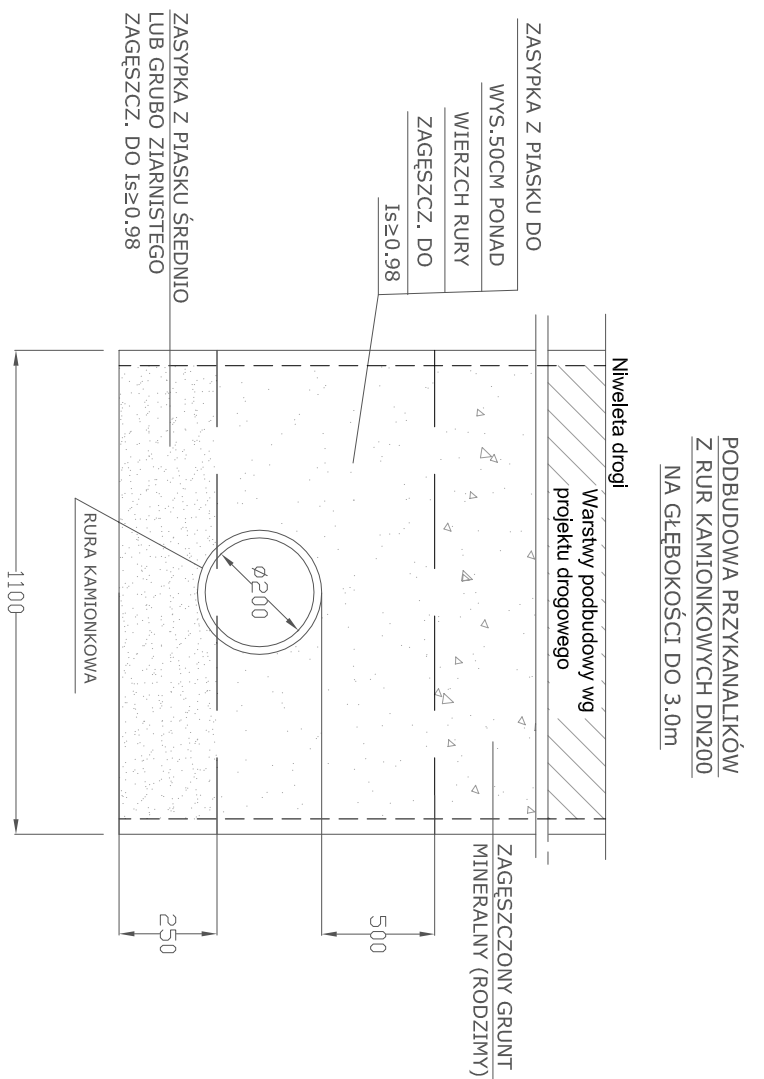 PODBUDOWA PRZYKANALIKÓW
Z RUR KAMIONKOWYCH DN200
NA GŁĘBOKOŚCI DO 3.0m
Niweleta drogi
Warstwy podbudowy wg
projektu drogowego
ZASYPKA Z PIASKU DO
WYS.50CM PONAD
WIERZCH RURY
ZAGĘSZCZ. DO
Is≥0.98
ZAGĘSZCZONY GRUNT
MINERALNY (RODZIMY)
500
Ø200
ZASYPKA Z PIASKU ŚREDNIO
LUB GRUBO ZIARNISTEGO
ZAGĘSZCZ. DO Is≥0.98
250
RURA KAMIONKOWA
1100